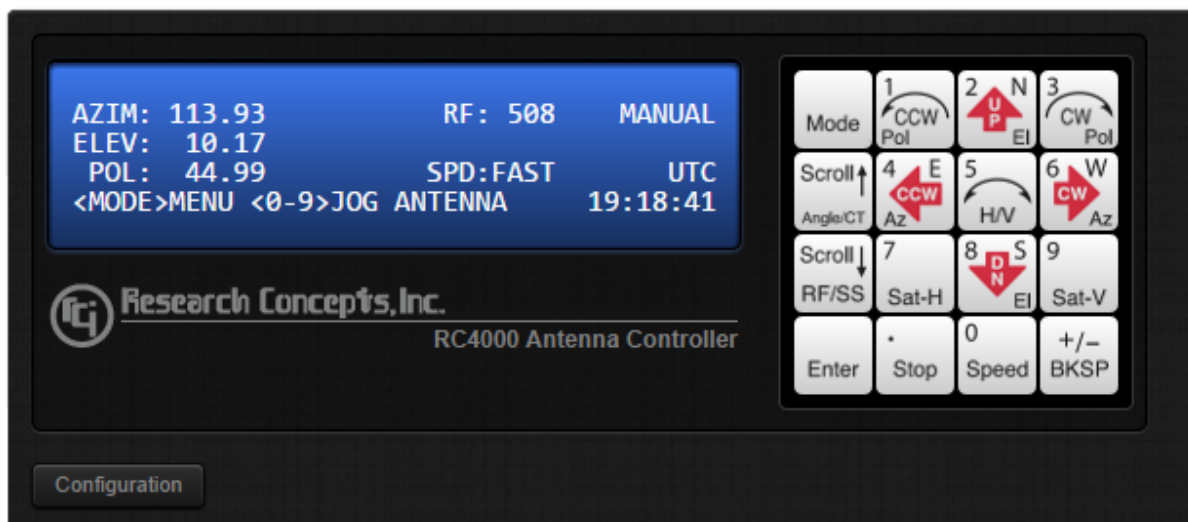 AZIM: 113.93 RF: 508 MANUAL
ELEV: 10.17
POL: 44.99 SPD:FAST UTC
<MODE>MENU <0-9>JOG ANTENNA 19:18:41
rci
Research Concepts, Inc.
RC4000 Antenna Controller
Mode
1 CCW Pol
2 N UP El
3 CW Pol
Scroll Angle/CT
4 E CCW Az
5 H/V
6 W CW Az
Scroll RF/SS
7 Sat-H
8 S DN El
9 Sat-V
Enter
. Stop
0 Speed
+/− BKSP
Configuration